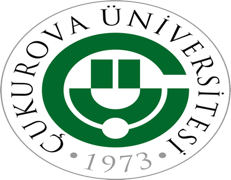 ÇUKUROVA ÜNİVERSİTESİ
• 1973 •